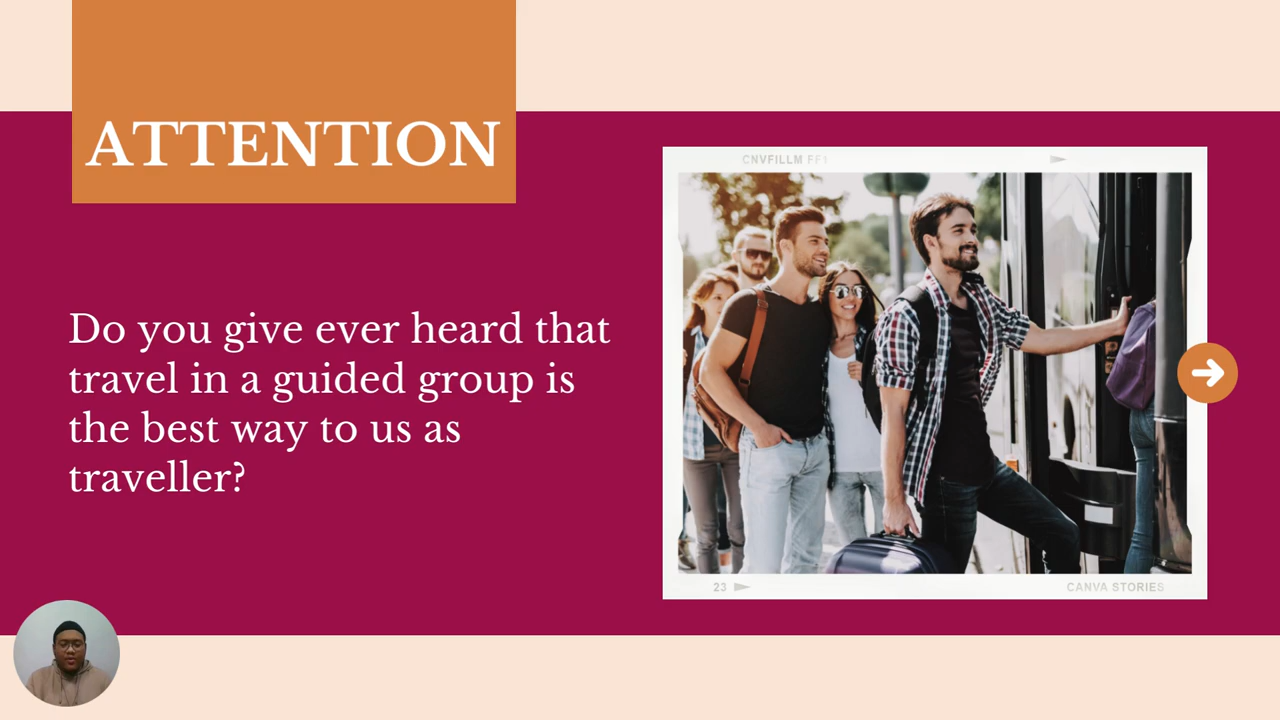 ATTENTION
Do you give ever heard that
travel in a guided group is
the best way to us as
traveller?
CNVFILLM FF1
23
CANVA STORIES